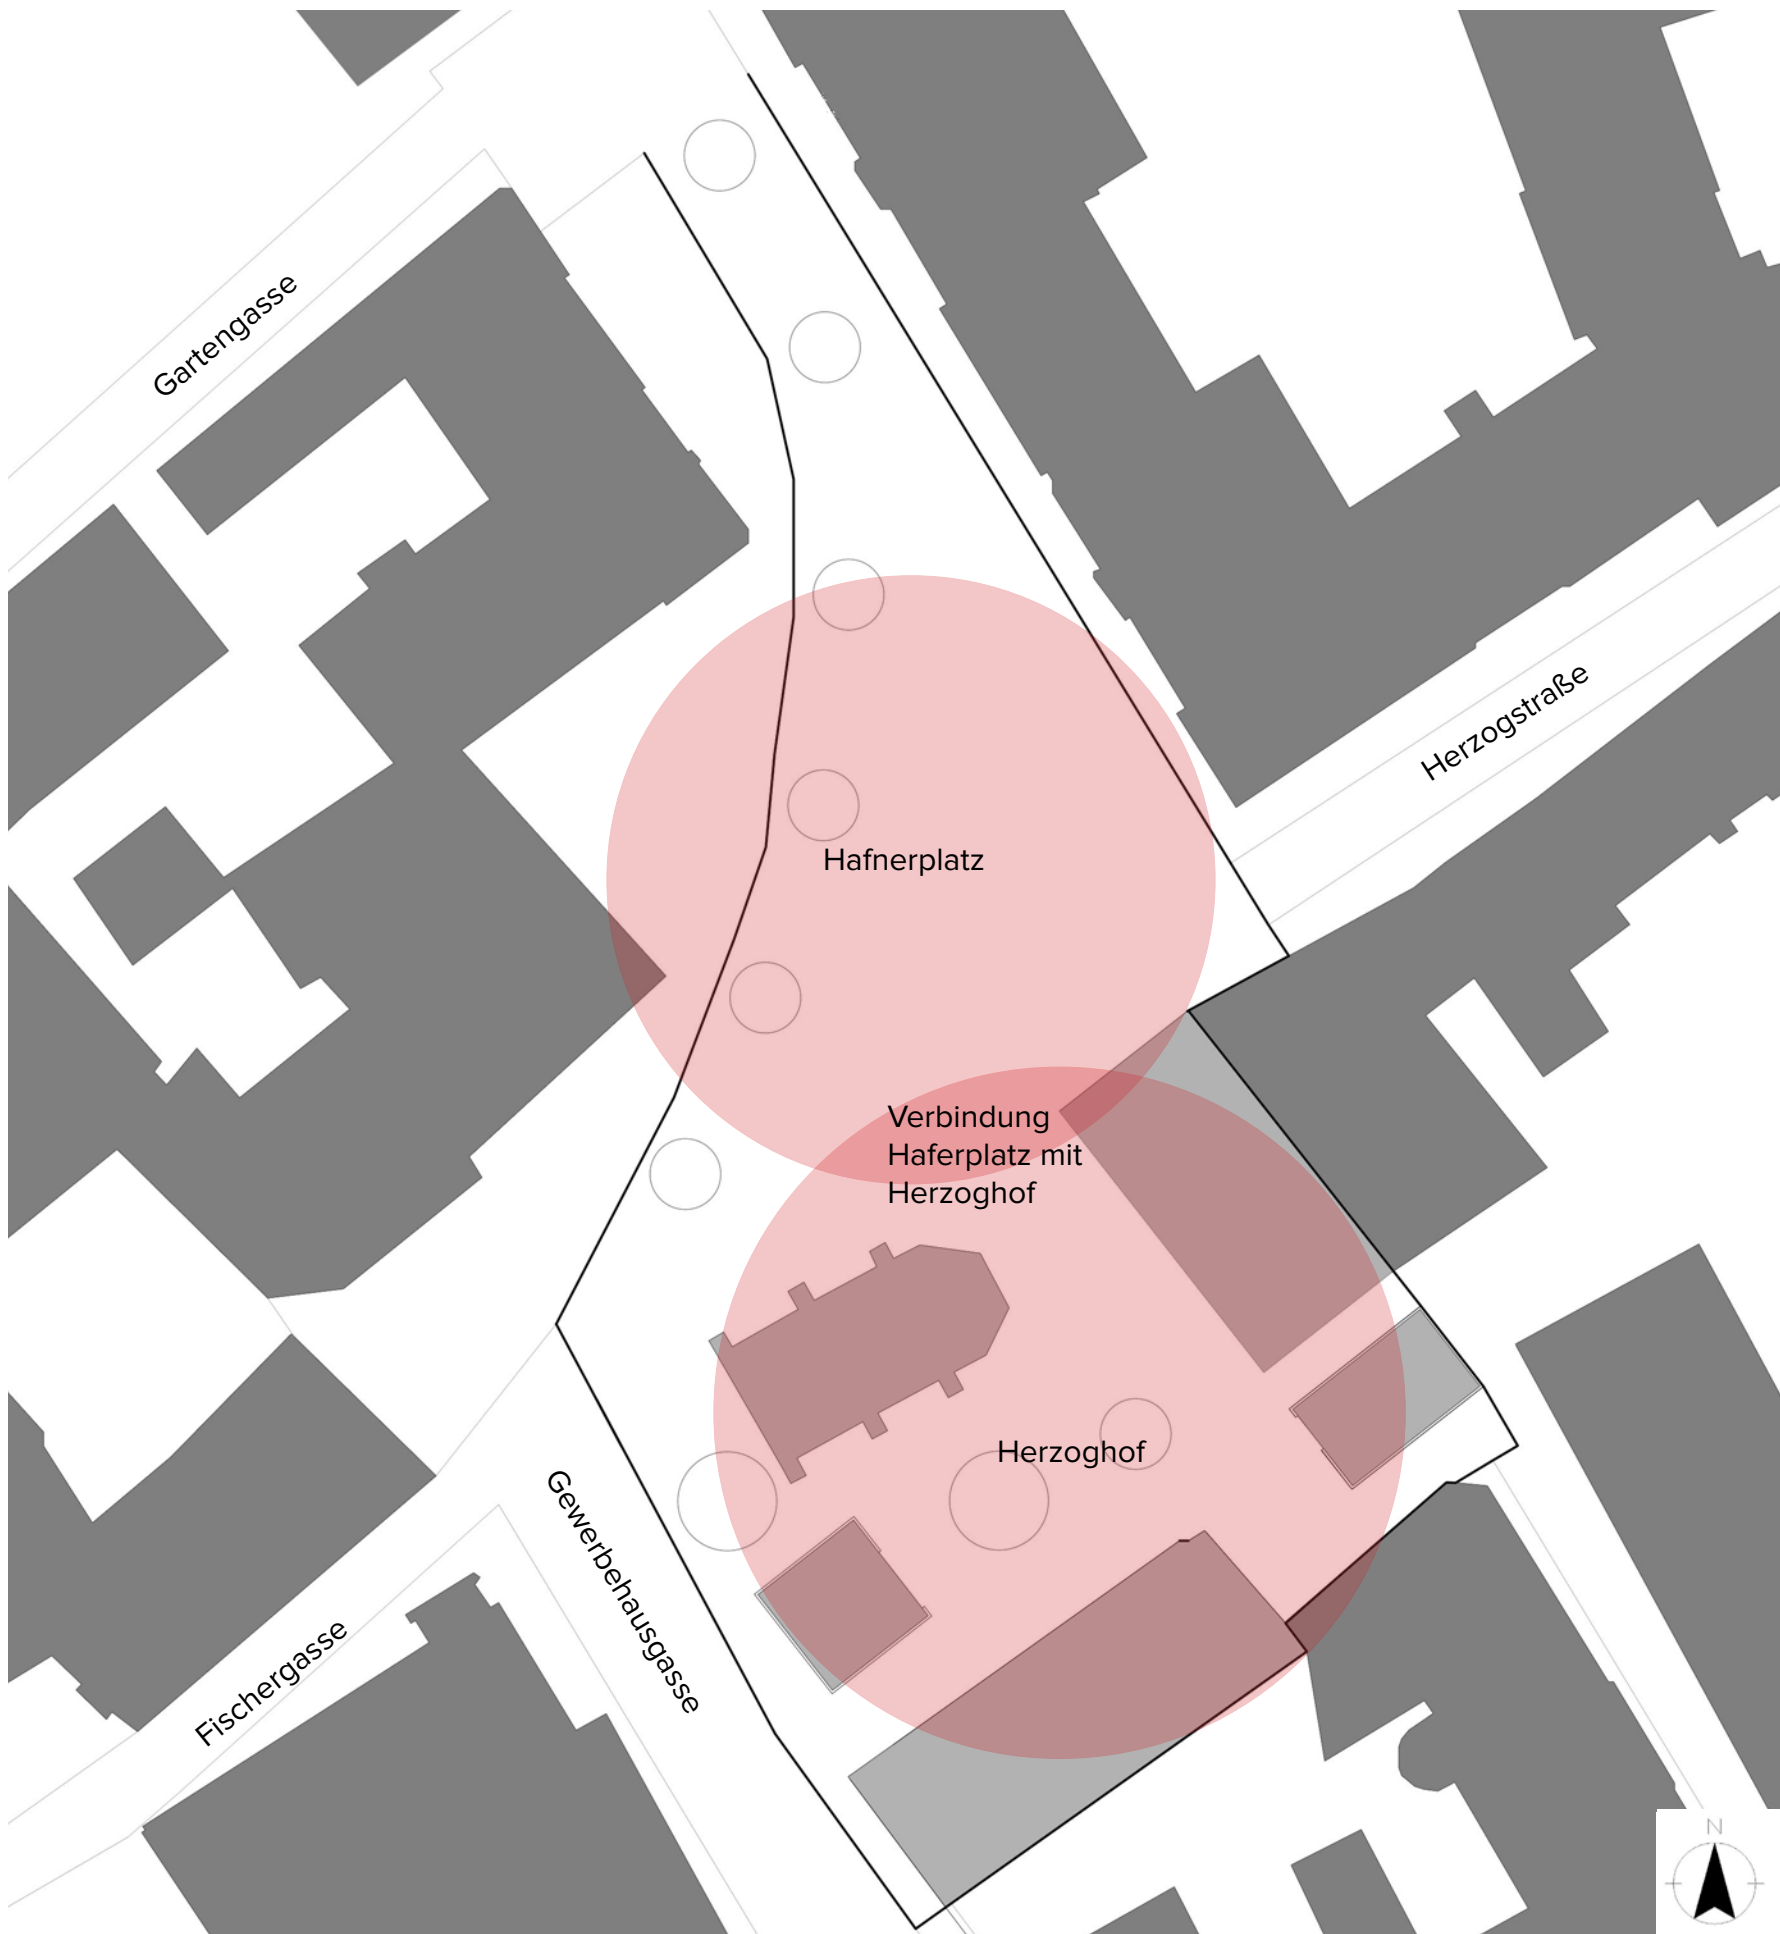 Gartengasse
Herzogstraße
Hafnerplatz
Verbindung
Haferplatz mit
Herzoghof
Herzoghof
Gewerbehausgasse
Fischergasse
N